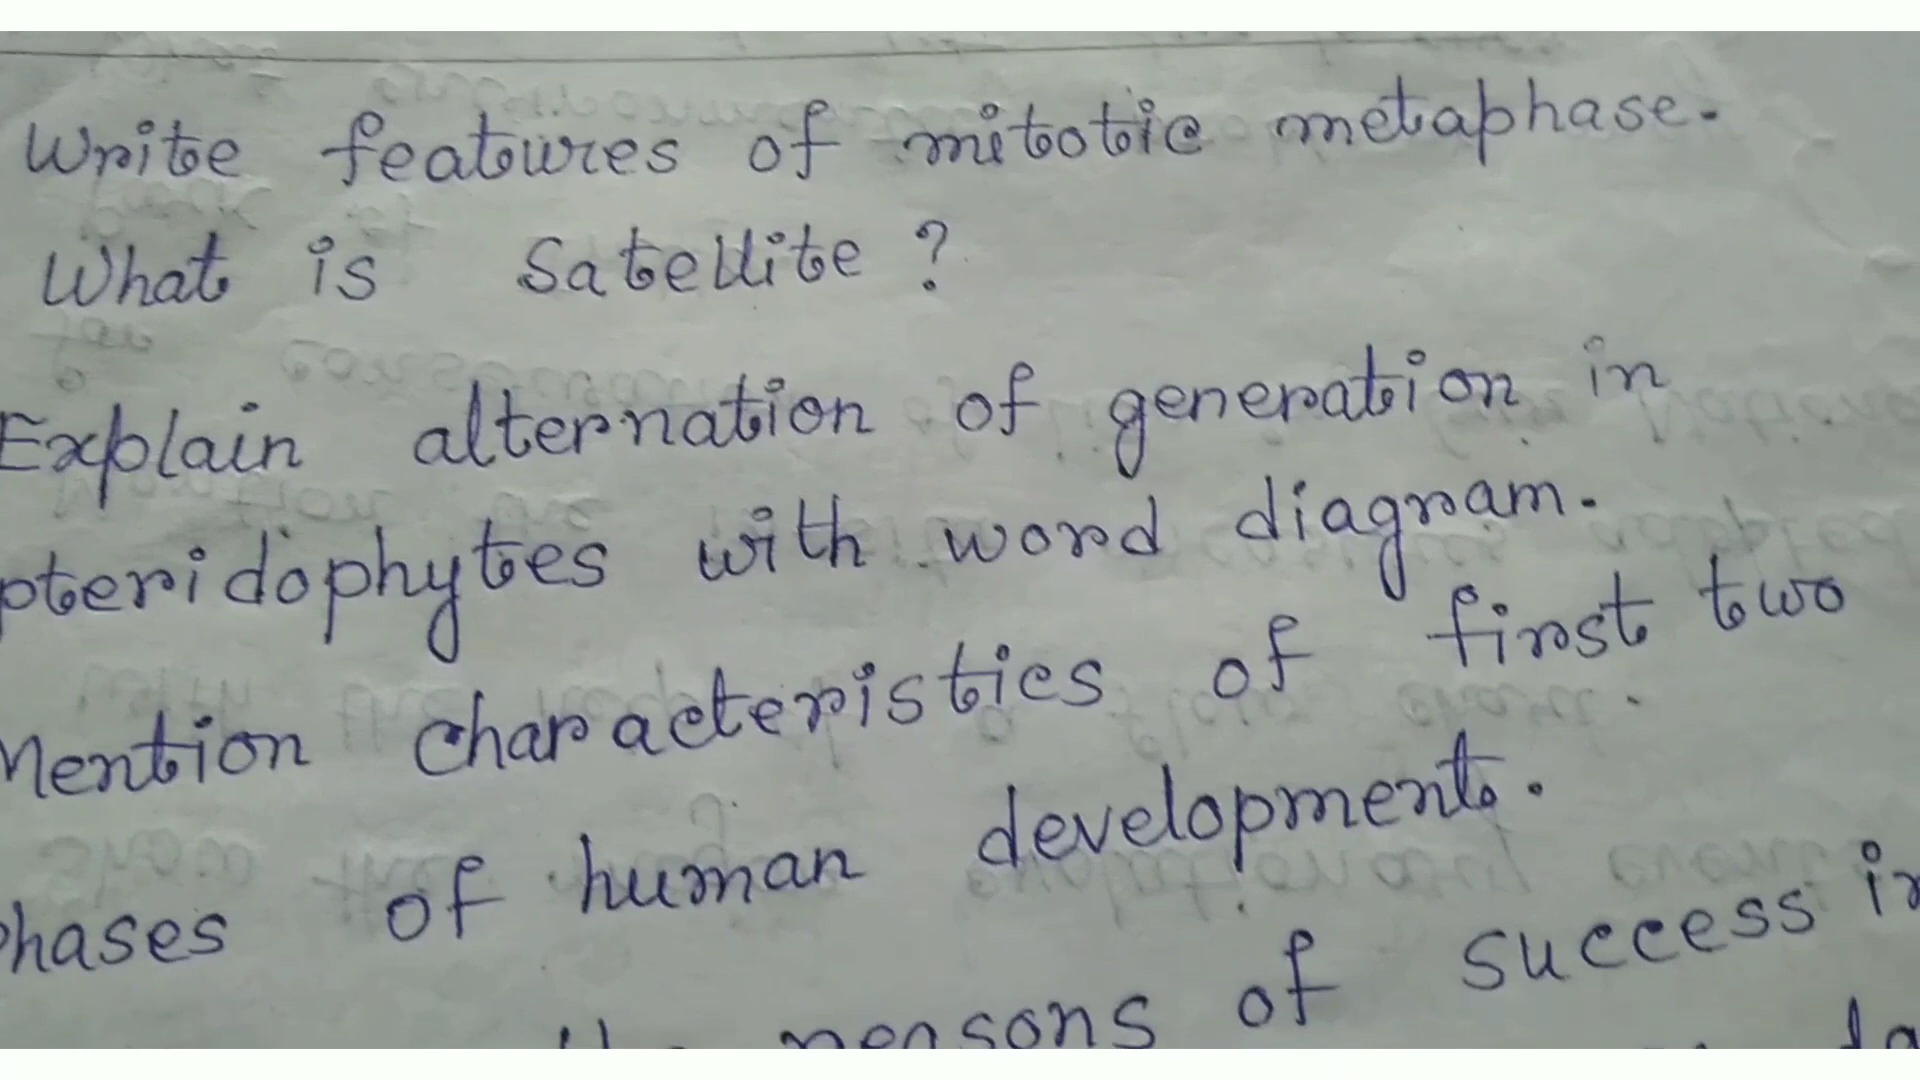 Write features of mitotic metaphase.
What is satellite ?
Explain alternation of generation in
pteridophytes with word diagram.
Mention characteristics of first two
phases of human development.
reasons of success in